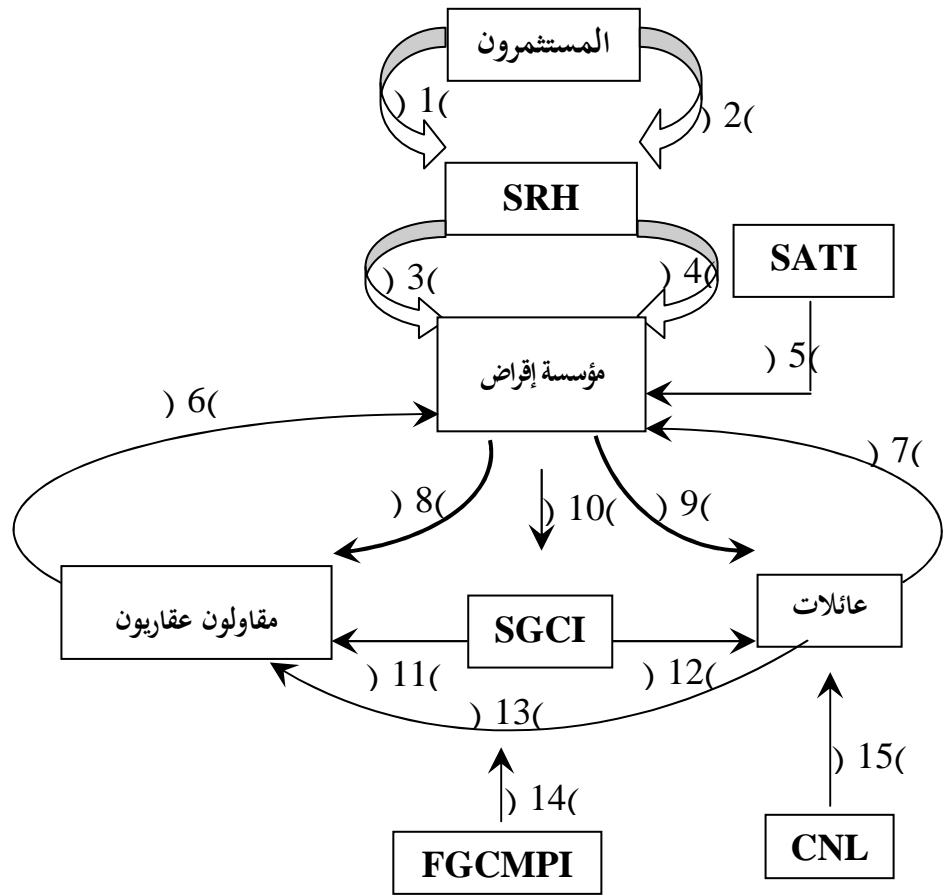 المستثمرون
) 1(
) 2(
SRH
SATI
) 3(
) 4(
مؤسسة إقراض
) 5(
) 6(
) 7(
) 8(
) 10(
) 9(
مقاولون عقاريون
SGCI
عائلات
) 11(
) 12(
) 13(
) 14(
) 15(
FGCMPI
CNL